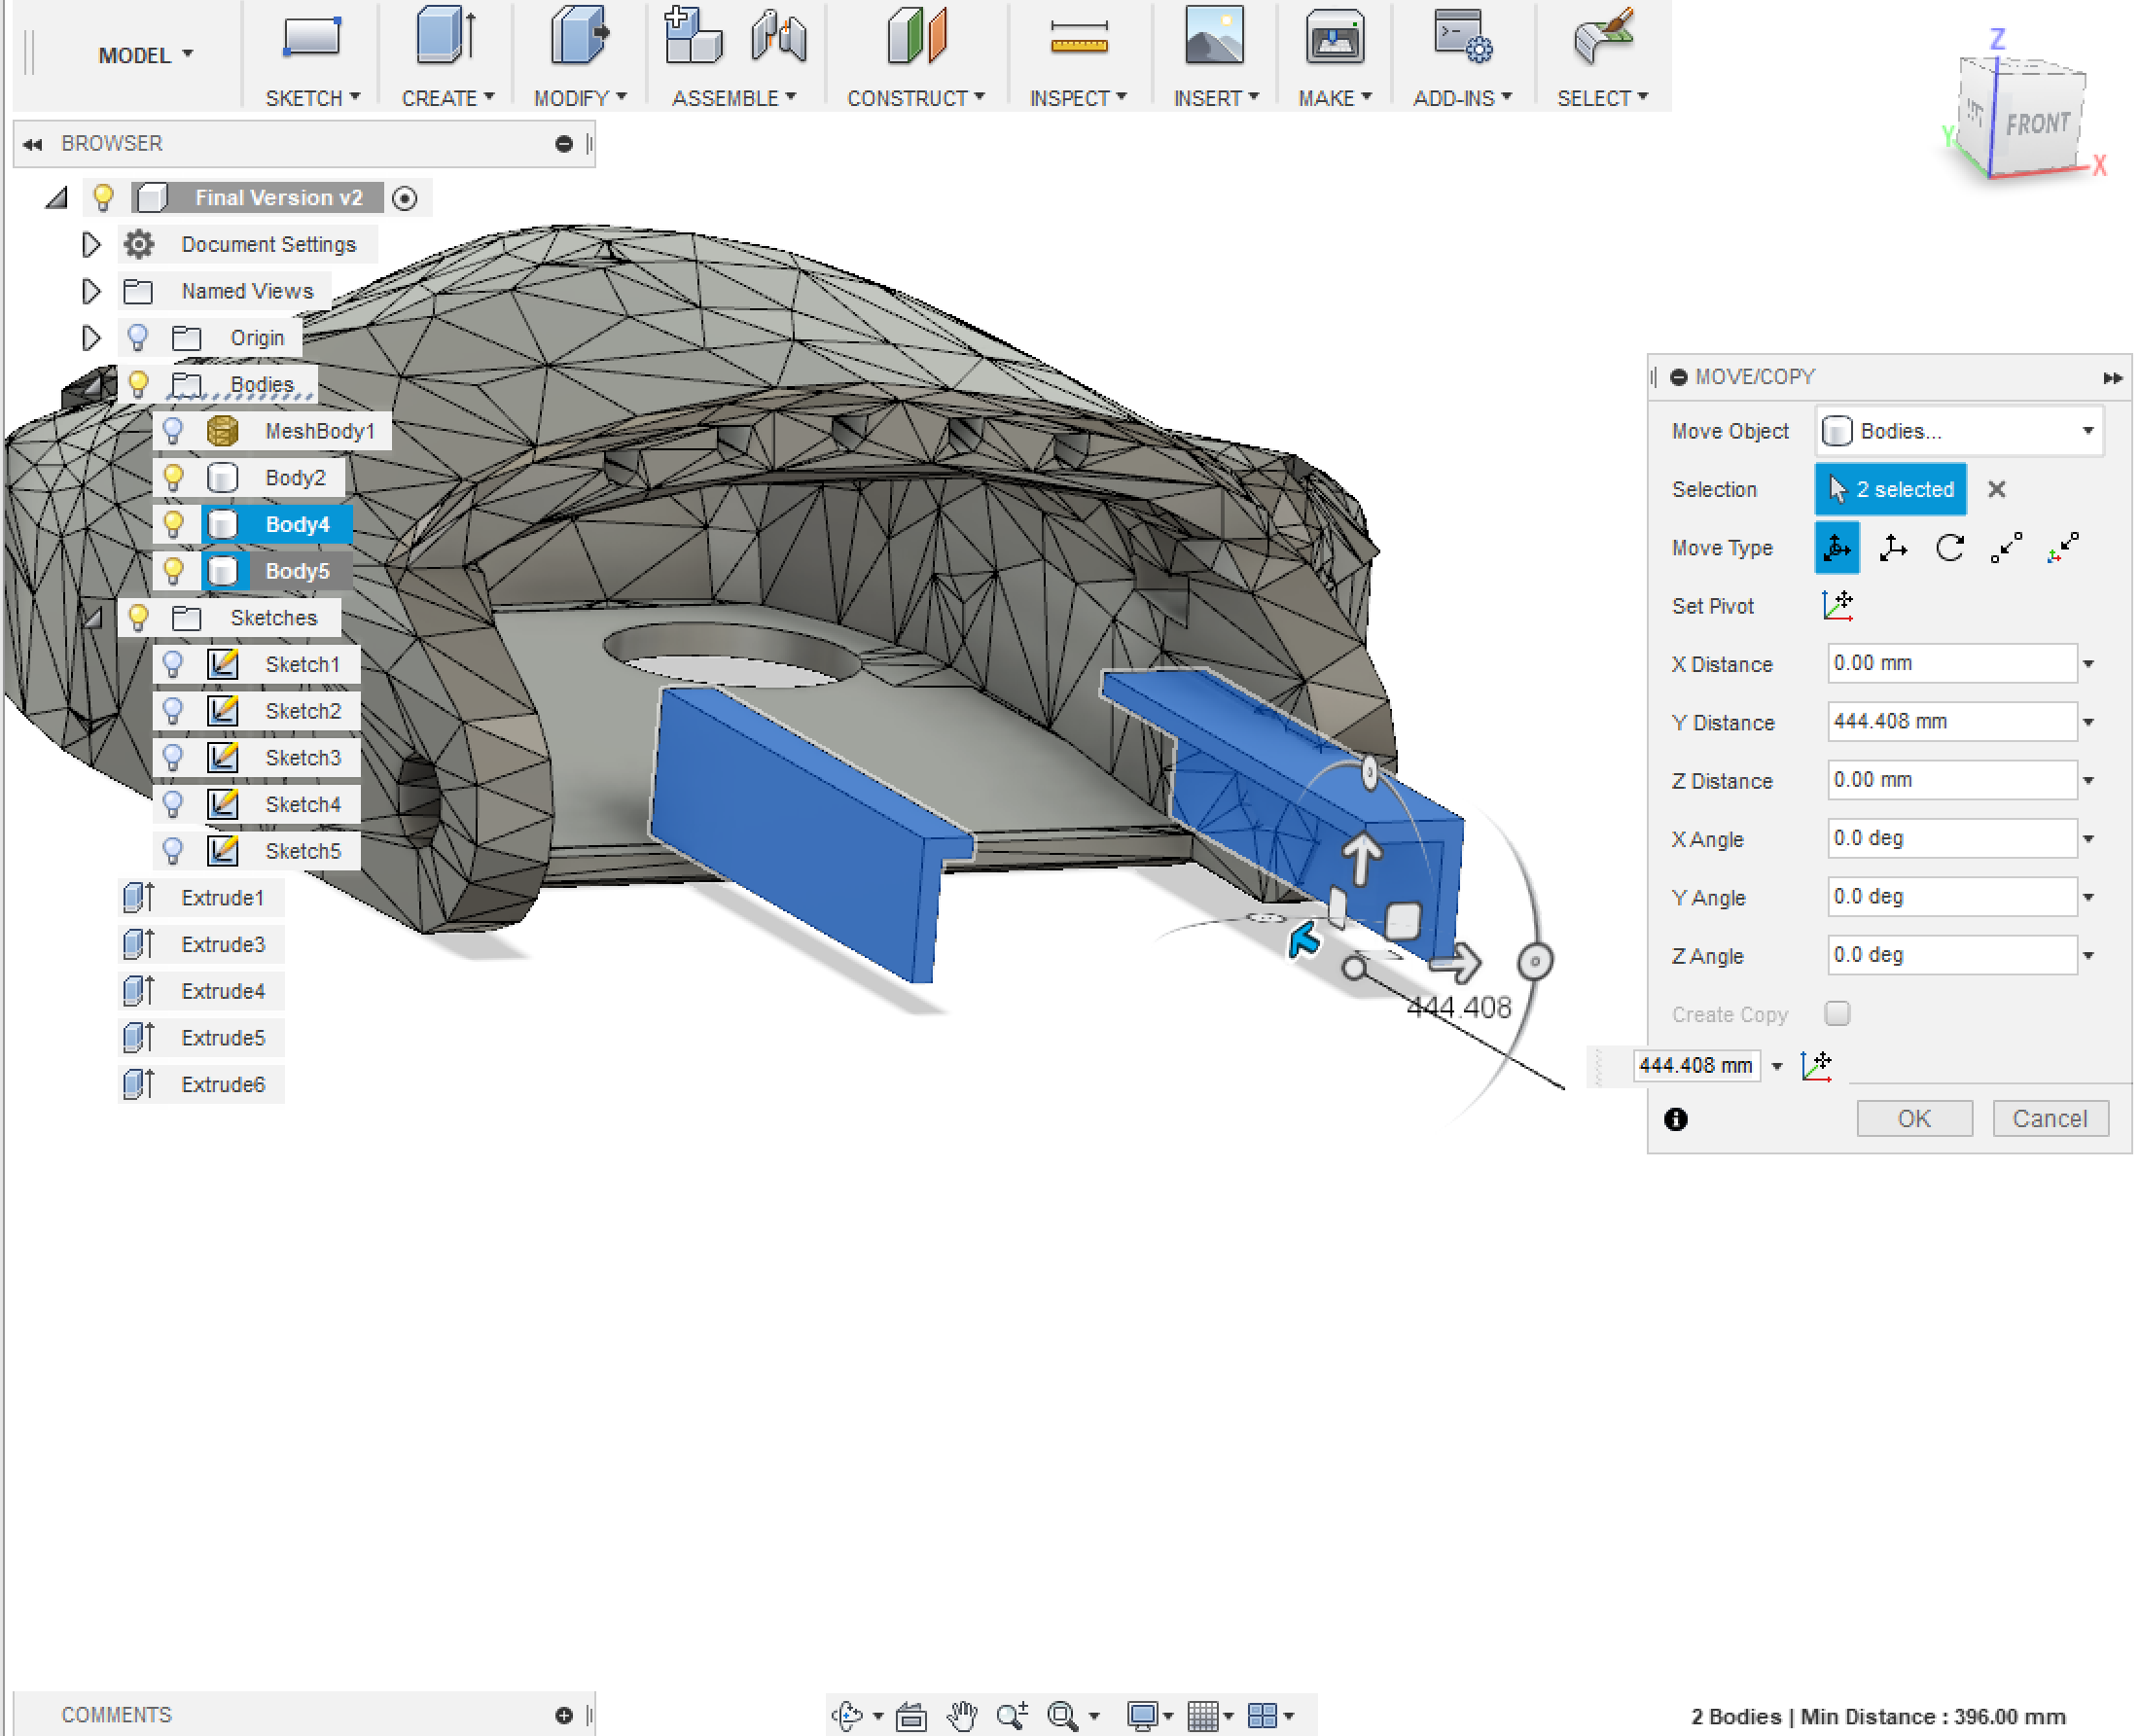 MODEL
SKETCH
CREATE
MODIFY
ASSEMBLE
CONSTRUCT
INSPECT
INSERT
MAKE
ADD-INS
SELECT
Z
FRONT
Y
X
BROWSER
Final Version v2
Document Settings
Named Views
Origin
Bodies
MeshBody1
Body2
Body4
Body5
Sketches
Sketch1
Sketch2
Sketch3
Sketch4
Sketch5
Extrude1
Extrude3
Extrude4
Extrude5
Extrude6
MOVE/COPY
Move Object Bodies...
Selection 2 selected
Move Type
Set Pivot
X Distance 0.00 mm
Y Distance 444.408 mm
Z Distance 0.00 mm
X Angle 0.0 deg
Y Angle 0.0 deg
Z Angle 0.0 deg
Create Copy
444.408
444.408 mm
OK Cancel
COMMENTS
2 Bodies | Min Distance : 396.00 mm